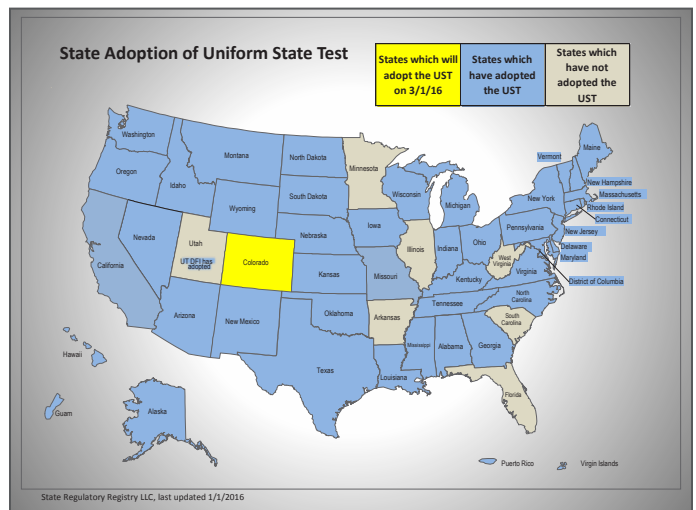 State Adoption of Uniform State Test
States which will
adopt the UST
on 3/1/16
States which
have adopted
the UST
States which
have not
adopted the
UST
Washington
Oregon
Idaho
Montana
North Dakota
Minnesota
South Dakota
Wyoming
Wisconsin
Michigan
Vermont
Maine
New Hampshire
Massachusetts
New York
Rhode Island
Connecticut
Pennsylvania
New Jersey
Delaware
Maryland
District of Columbia
Nevada
Utah
UT DFI has
adopted
California
Colorado
Nebraska
Iowa
Illinois
Indiana
Ohio
West
Virginia
Virginia
Kansas
Missouri
Kentucky
North
Carolina
Tennessee
South
Carolina
Arizona
New Mexico
Oklahoma
Arkansas
Mississippi
Alabama
Georgia
Texas
Louisiana
Florida
Hawaii
Guam
Alaska
Puerto Rico
Virgin Islands
State Regulatory Registry LLC, last updated 1/1/2016